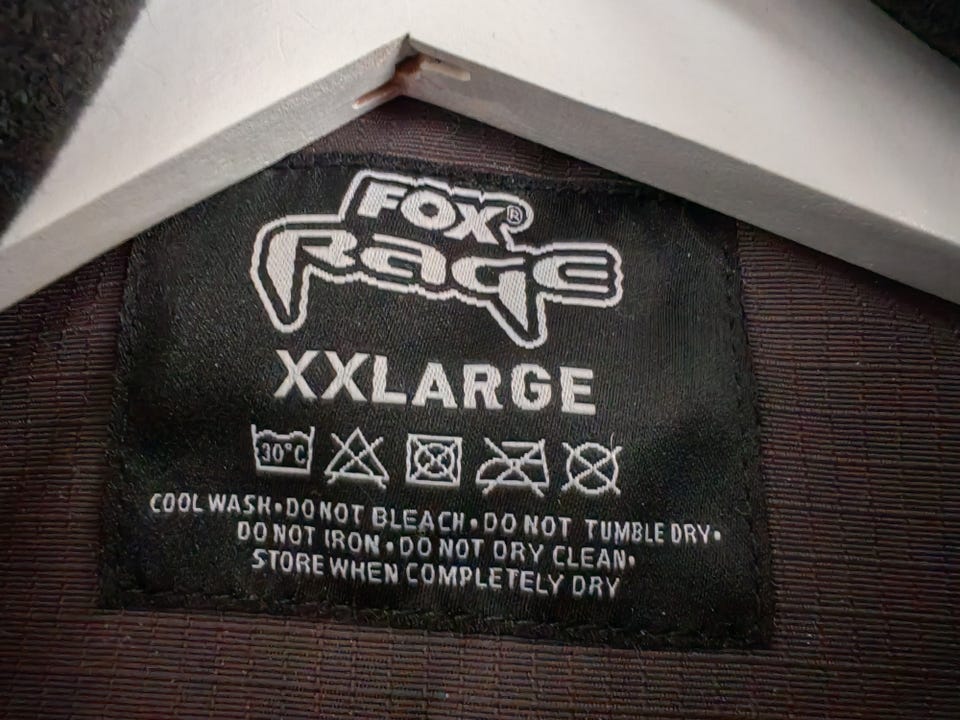 FOX®
Rage
XXLARGE
30°C
COOL WASH•DO NOT BLEACH•DO NOT TUMBLE DRY•
DO NOT IRON•DO NOT DRY CLEAN•
STORE WHEN COMPLETELY DRY